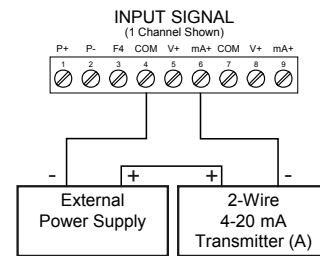 INPUT SIGNAL
(1 Channel Shown)
P+ P- F4 COM V+ mA+ COM V+ mA+
1 2 3 4 5 6 7 8 9
- + + -
External
Power Supply
2-Wire
4-20 mA
Transmitter (A)